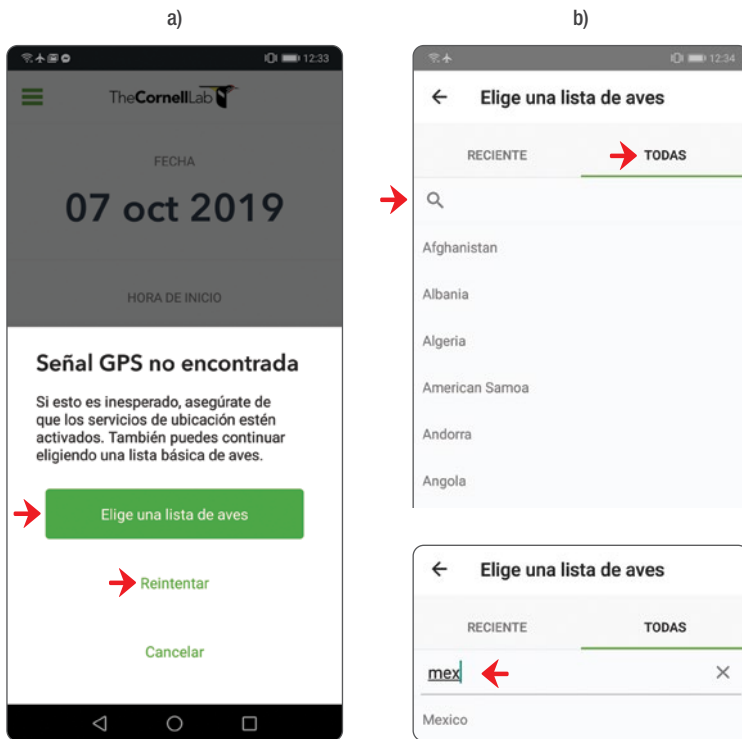 a)
12:33
TheCornellLab
FECHA
07 oct 2019
HORA DE INICIO
Señal GPS no encontrada
Si esto es inesperado, asegúrate de
que los servicios de ubicación estén
activados. También puedes continuar
eligiendo una lista básica de aves.
Elige una lista de aves
Reintentar
Cancelar
b)
12:34
Elige una lista de aves
RECIENTE TODAS
Afghanistan
Albania
Algeria
American Samoa
Andorra
Angola
Elige una lista de aves
RECIENTE TODAS
mex
Mexico